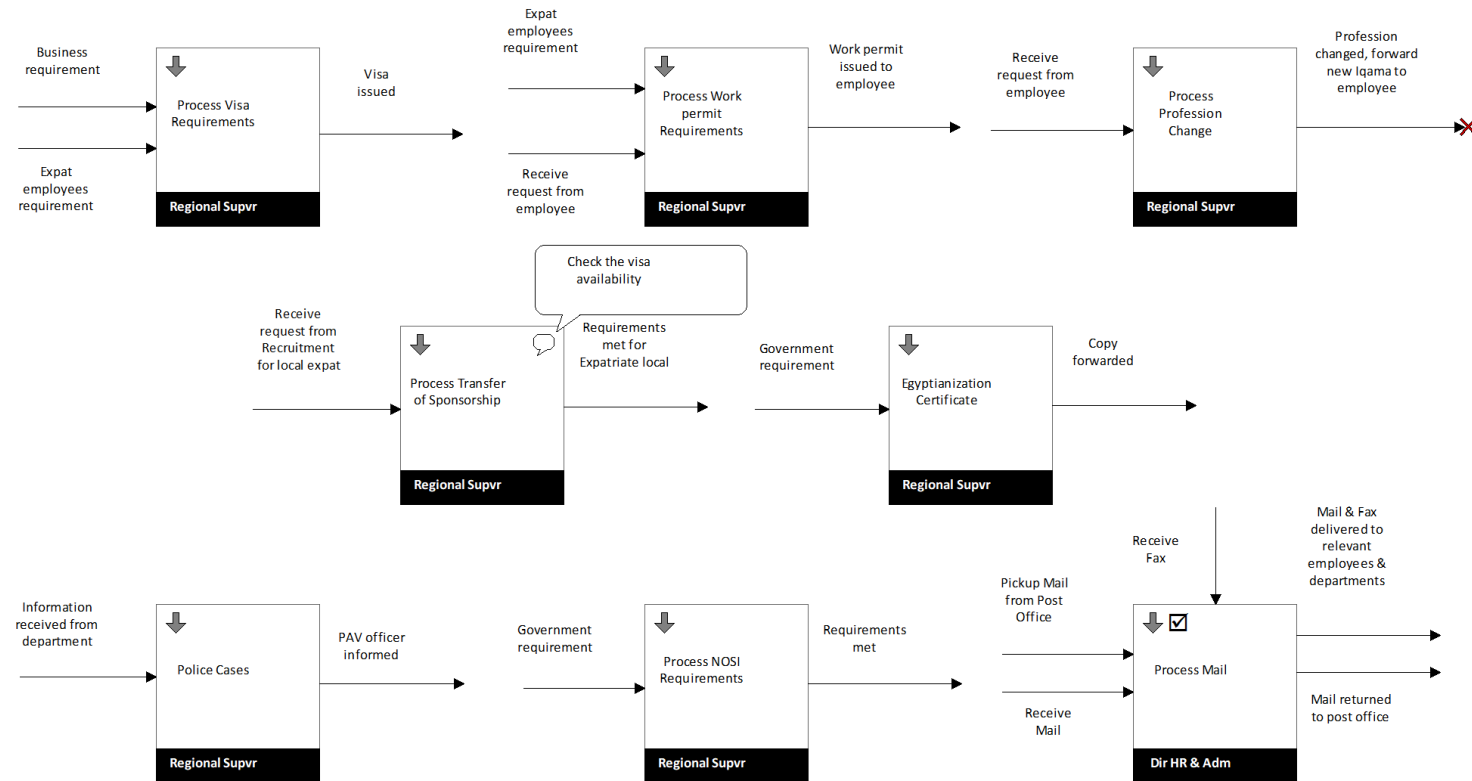 Business
requirement
Expat
employees
requirement
Process Visa
Requirements
Regional Supvr
Visa
issued
Expat
employees
requirement
Receive
request from
employee
Process Work
permit
Requirements
Regional Supvr
Work permit
issued to
employee
Receive
request from
employee
Process
Profession
Change
Regional Supvr
Profession
changed, forward
new Iqama to
employee
Receive
request from
Recruitment
for local expat
Check the visa
availability
Process Transfer
of Sponsorship
Regional Supvr
Requirements
met for
Expatriate local
Government
requirement
Egyptianization
Certificate
Regional Supvr
Copy
forwarded
Information
received from
department
Police Cases
Regional Supvr
PAV officer
informed
Government
requirement
Process NOSI
Requirements
Regional Supvr
Requirements
met
Receive
Fax
Pickup Mail
from Post
Office
Receive
Mail
Process Mail
Dir HR & Adm
Mail & Fax
delivered to
relevant
employees &
departments
Mail returned
to post office